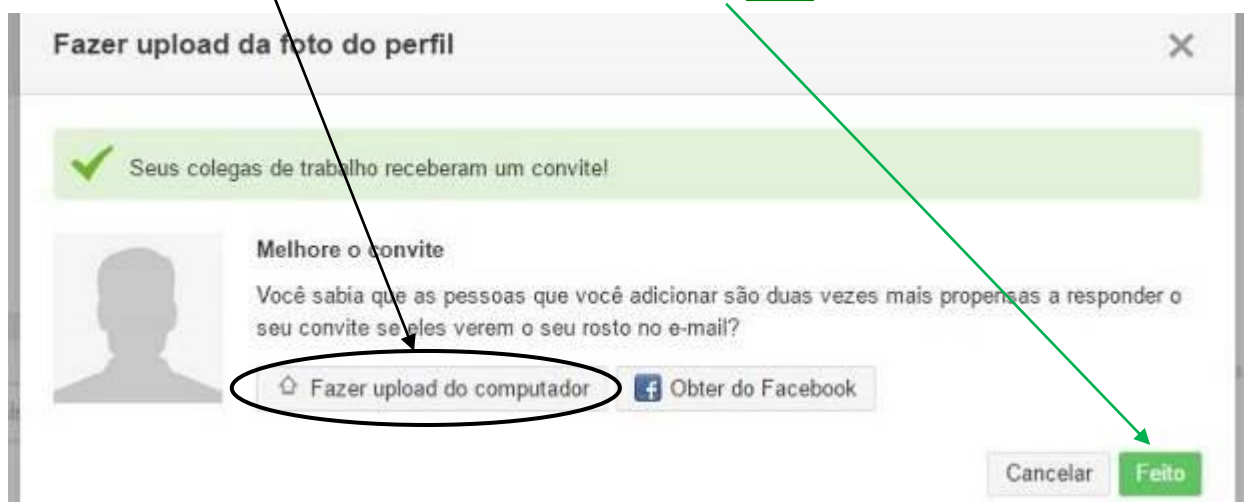 Fazer upload da foto do perfil
Seus colegas de trabalho receberam um convite!
Melhore o convite
Você sabia que as pessoas que você adicionar são duas vezes mais propensas a responder o
seu convite se eles verem o seu rosto no e-mail?
Fazer upload do computador
Obter do Facebook
Cancelar
Feito